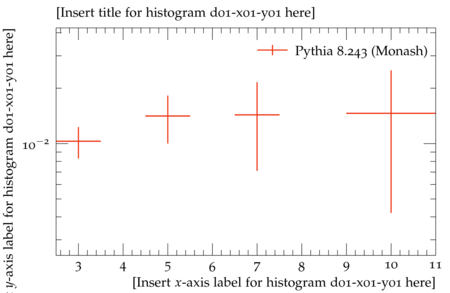 [Insert title for histogram d01-x01-y01 here]
y-axis label for histogram d01-x01-y01 here]
Pythia 8.243 (Monash)
10⁻²
3 4 5 6 7 8 9 10 11
[Insert x-axis label for histogram d01-x01-y01 here]